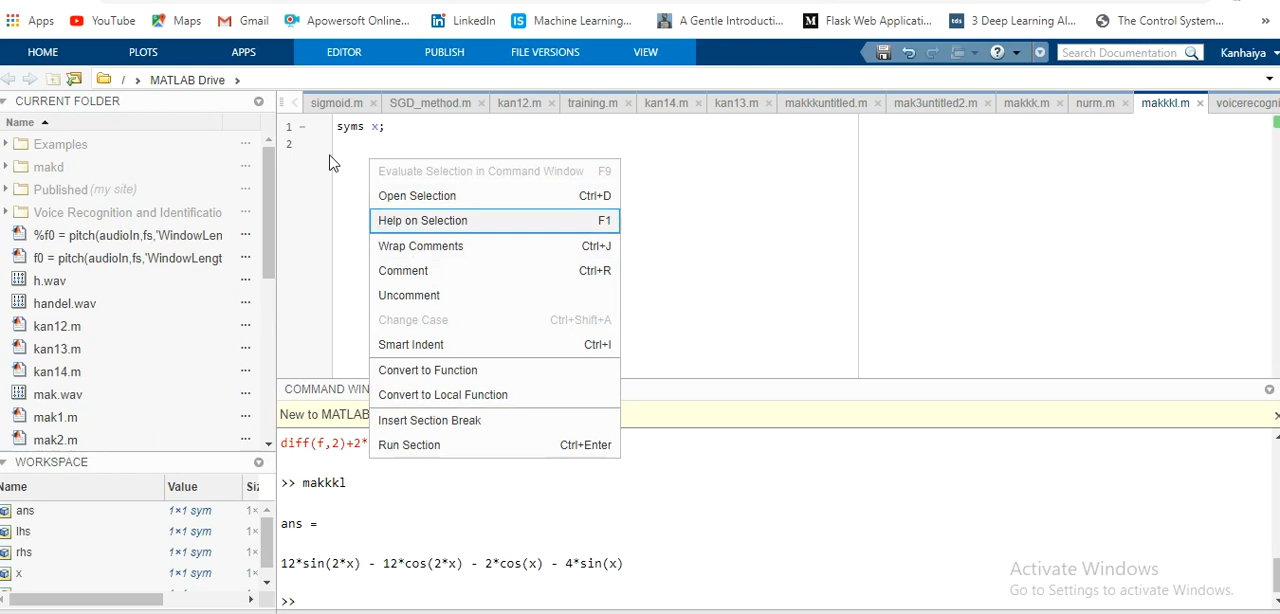 Apps YouTube Maps Gmail Apowersoft Online... LinkedIn Machine Learning... A Gentle Introducti... Flask Web Applicati... 3 Deep Learning Al... The Control System... »
HOME PLOTS APPS EDITOR PUBLISH FILE VERSIONS VIEW Search Documentation Kanhaiya
/ › MATLAB Drive ›
CURRENT FOLDER
Name
Examples ...
makd ...
Published (my site) ...
Voice Recognition and Identificatio ...
%f0 = pitch(audioIn,fs,'WindowLen ...
f0 = pitch(audioIn,fs,'WindowLengt ...
h.wav ...
handel.wav ...
kan12.m ...
kan13.m ...
kan14.m ...
mak.wav ...
mak1.m ...
mak2.m ...
WORKSPACE
Name Value Siz
ans 1×1 sym 1×
lhs 1×1 sym 1×
rhs 1×1 sym 1×
x 1×1 sym 1×
sigmoid.m × SGD_method.m × kan12.m × training.m × kan14.m × kan13.m × makkkuntitled.m × mak3untitled2.m × makkk.m × nurm.m × makkkl.m × voicerecogni
1 – syms x;
2
Evaluate Selection in Command Window F9
Open Selection Ctrl+D
Help on Selection F1
Wrap Comments Ctrl+J
Comment Ctrl+R
Uncomment
Change Case Ctrl+Shift+A
Smart Indent Ctrl+I
Convert to Function
Convert to Local Function
Insert Section Break
Run Section Ctrl+Enter
COMMAND WIN
New to MATLAB
diff(f,2)+2*
>> makkkl
ans =
12*sin(2*x) - 12*cos(2*x) - 2*cos(x) - 4*sin(x)
>>
Activate Windows
Go to Settings to activate Windows.